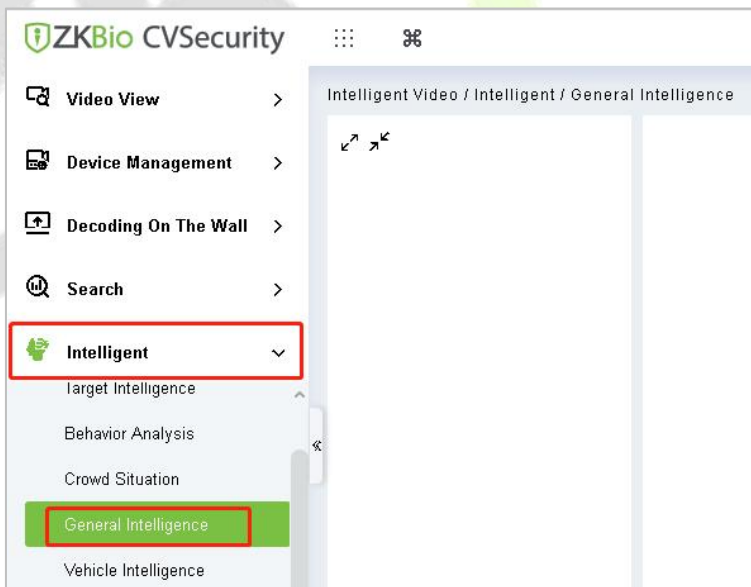 ZKBio CVSecurity
Intelligent Video / Intelligent / General Intelligence
Video View
Device Management
Decoding On The Wall
Search
Intelligent
Target Intelligence
Behavior Analysis
Crowd Situation
General Intelligence
Vehicle Intelligence